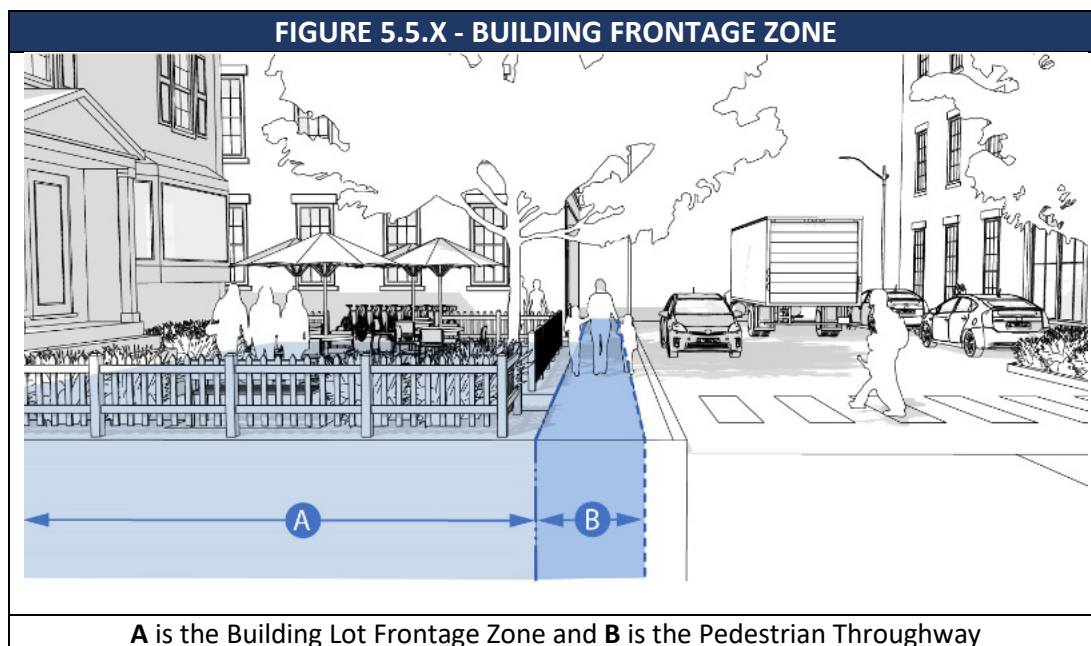 FIGURE 5.5.X - BUILDING FRONTAGE ZONE
A B
A is the Building Lot Frontage Zone and B is the Pedestrian Throughway